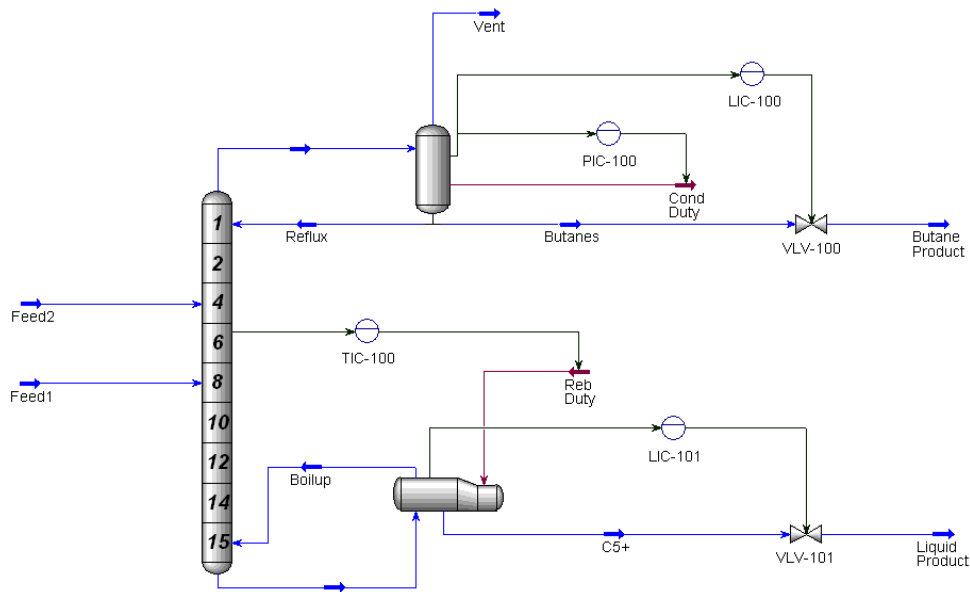 Vent
LIC-100
PIC-100
Cond
Duty
1
Reflux
Butanes
VLV-100
Butane
Product
2
4
Feed2
6
TIC-100
Reb
Duty
8
Feed1
10
LIC-101
12
Boilup
14
15
C5+
VLV-101
Liquid
Product